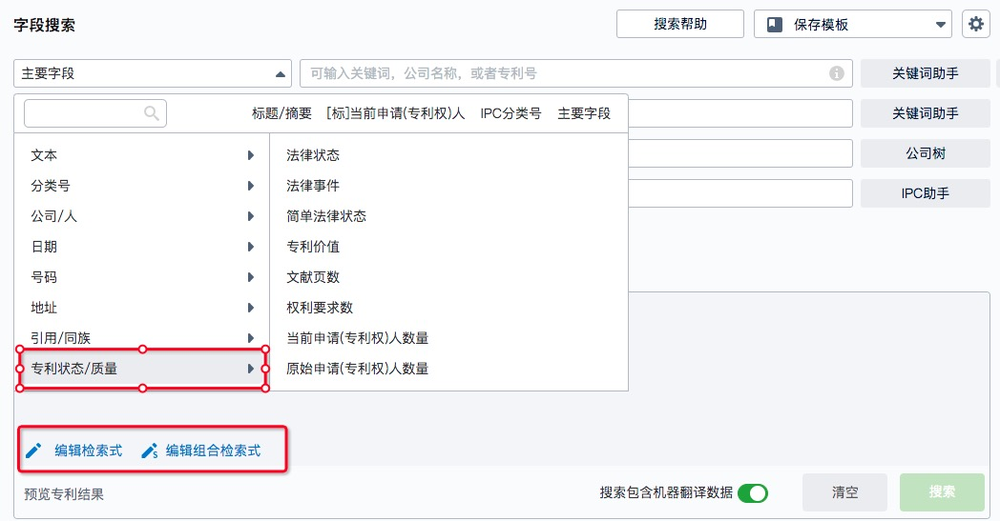 字段搜索
搜索帮助
保存模板
主要字段
可输入关键词，公司名称，或者专利号
关键词助手
标题/摘要 [标]当前申请(专利权)人 IPC分类号 主要字段
关键词助手
文本
法律状态
公司树
分类号
法律事件
IPC助手
公司/人
简单法律状态
日期
专利价值
号码
文献页数
地址
权利要求数
引用/同族
当前申请(专利权)人数量
专利状态/质量
原始申请(专利权)人数量
编辑检索式
编辑组合检索式
预览专利结果
搜索包含机器翻译数据
清空
搜索